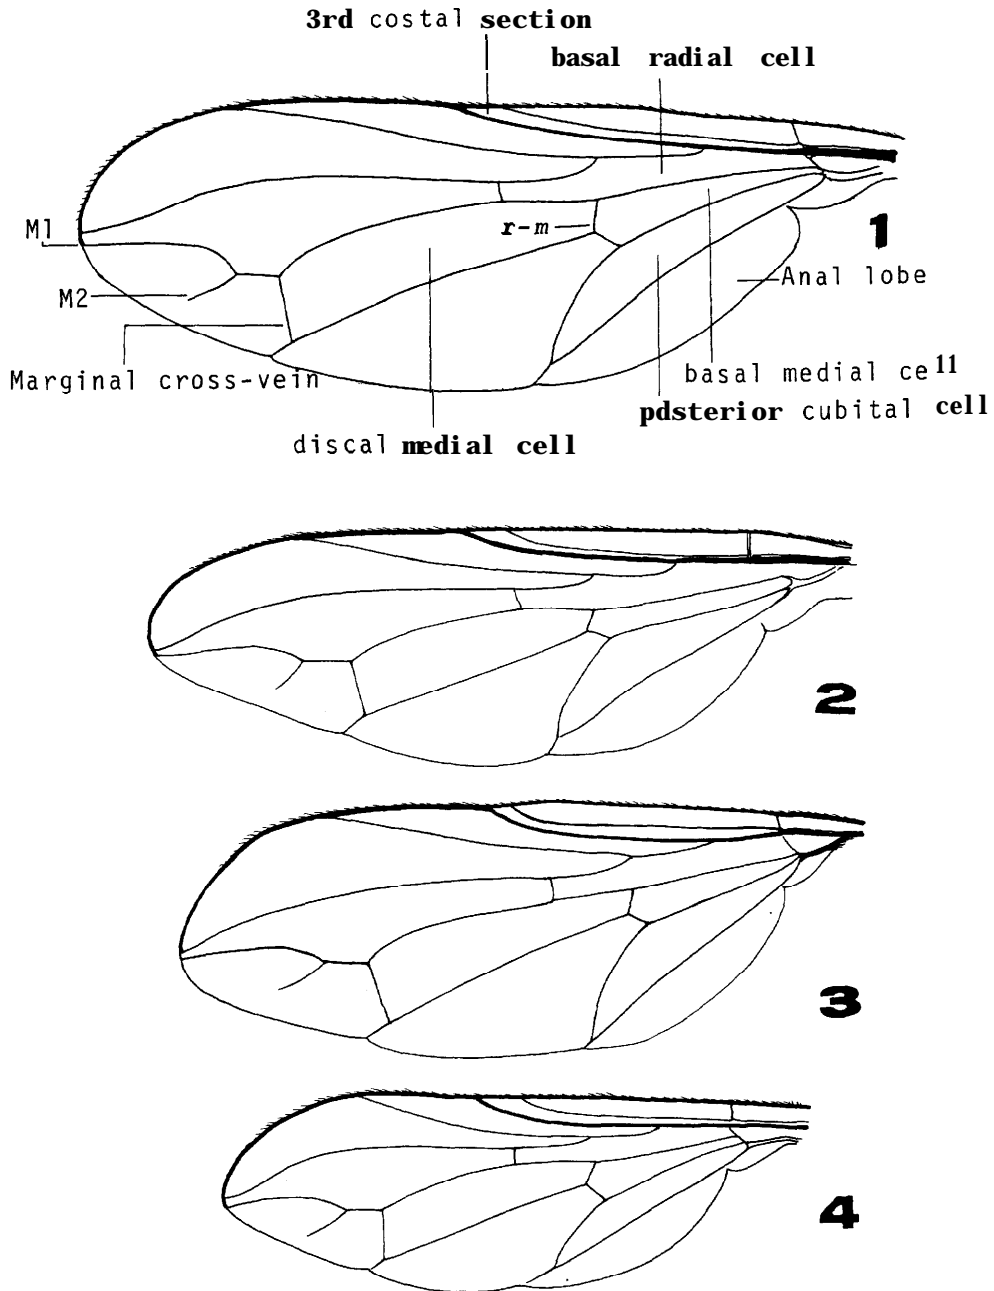 3rd costal section
basal radial cell
M1
r-m
1
Anal lobe
M2
Marginal cross-vein
basal medial cell
pdsterior cubital cell
discal medial cell
2
3
4